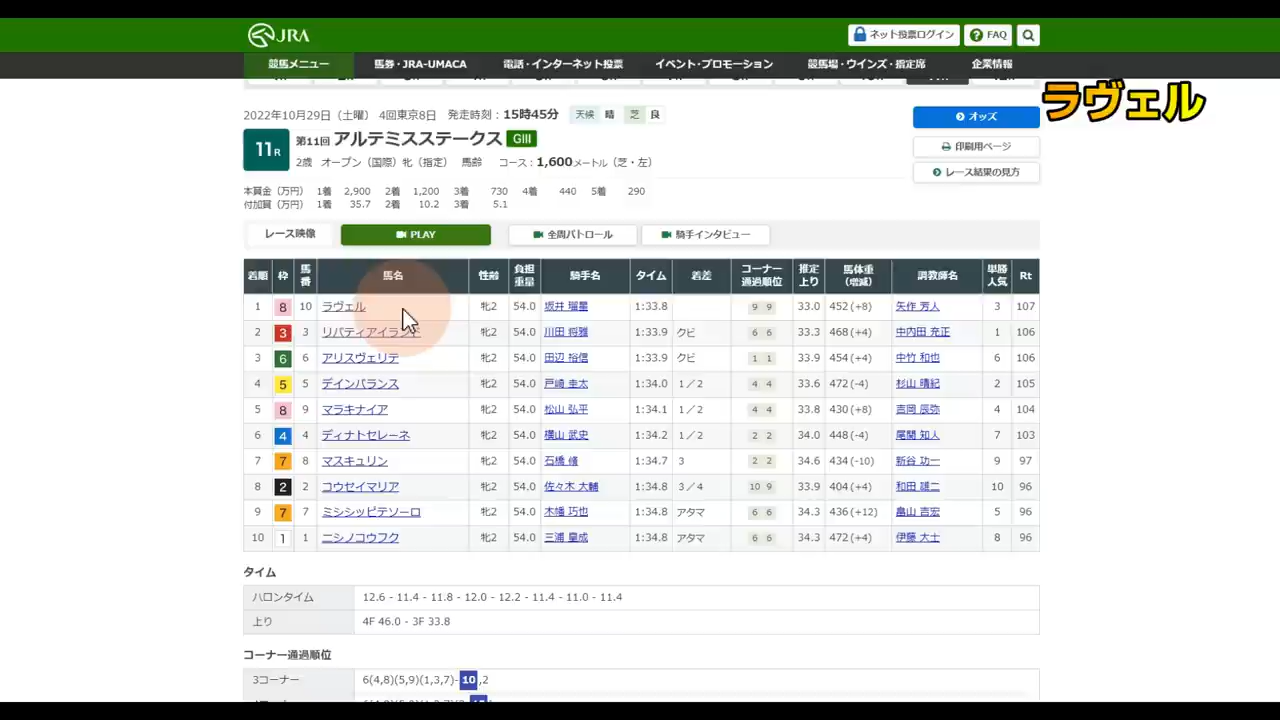 JRA
ネット投票ログイン FAQ
競馬メニュー 馬券・JRA-UMACA 電話・インターネット投票 イベント・プロモーション 競馬場・ウインズ・指定席 企業情報
ラヴェル
2022年10月29日（土曜） 4回東京8日 発走時刻：15時45分 天候 晴 芝 良
オッズ
11R 第11回 アルテミスステークス GIII
印刷用ページ
2歳 オープン（国際）牝（指定） 馬齢 コース：1,600メートル（芝・左）
レース結果の見方
本賞金（万円） 1着 2,900 2着 1,200 3着 730 4着 440 5着 290
付加賞（万円） 1着 35.7 2着 10.2 3着 5.1
レース映像 PLAY 全周パトロール 騎手インタビュー
着順 枠 馬番 馬名 性齢 負担重量 騎手名 タイム 着差 コーナー通過順位 推定上り 馬体重（増減） 調教師名 単勝人気 Rt
1 8 10 ラヴェル 牝2 54.0 坂井 瑠星 1:33.8 9 9 33.0 452(+8) 矢作 芳人 3 107
2 3 3 リバティアイランド 牝2 54.0 川田 将雅 1:33.9 クビ 6 6 33.3 468(+4) 中内田 充正 1 106
3 6 6 アリスヴェリテ 牝2 54.0 田辺 裕信 1:33.9 クビ 1 1 33.9 454(+4) 中竹 和也 6 106
4 5 5 デインバランス 牝2 54.0 戸崎 圭太 1:34.0 1／2 4 4 33.6 472(-4) 杉山 晴紀 2 105
5 8 9 マラキナイア 牝2 54.0 松山 弘平 1:34.1 1／2 4 4 33.8 430(+8) 吉岡 辰弥 4 104
6 4 4 ディナトセレーネ 牝2 54.0 横山 武史 1:34.2 1／2 2 2 34.0 448(-4) 尾関 知人 7 103
7 7 8 マスキュリン 牝2 54.0 石橋 脩 1:34.7 3 2 2 34.6 434(-10) 新谷 功一 9 97
8 2 2 コウセイマリア 牝2 54.0 佐々木 大輔 1:34.8 3／4 10 9 33.9 404(+4) 和田 雄二 10 96
9 7 7 ミシシッピテソーロ 牝2 54.0 木幡 巧也 1:34.8 アタマ 6 6 34.3 436(+12) 畠山 吉宏 5 96
10 1 1 ニシノコウフク 牝2 54.0 三浦 皇成 1:34.8 アタマ 6 6 34.3 472(+4) 伊藤 大士 8 96
タイム
ハロンタイム 12.6 - 11.4 - 11.8 - 12.0 - 12.2 - 11.4 - 11.0 - 11.4
上り 4F 46.0 - 3F 33.8
コーナー通過順位
3コーナー 6(4,8)(5,9)(1,3,7)-10,2